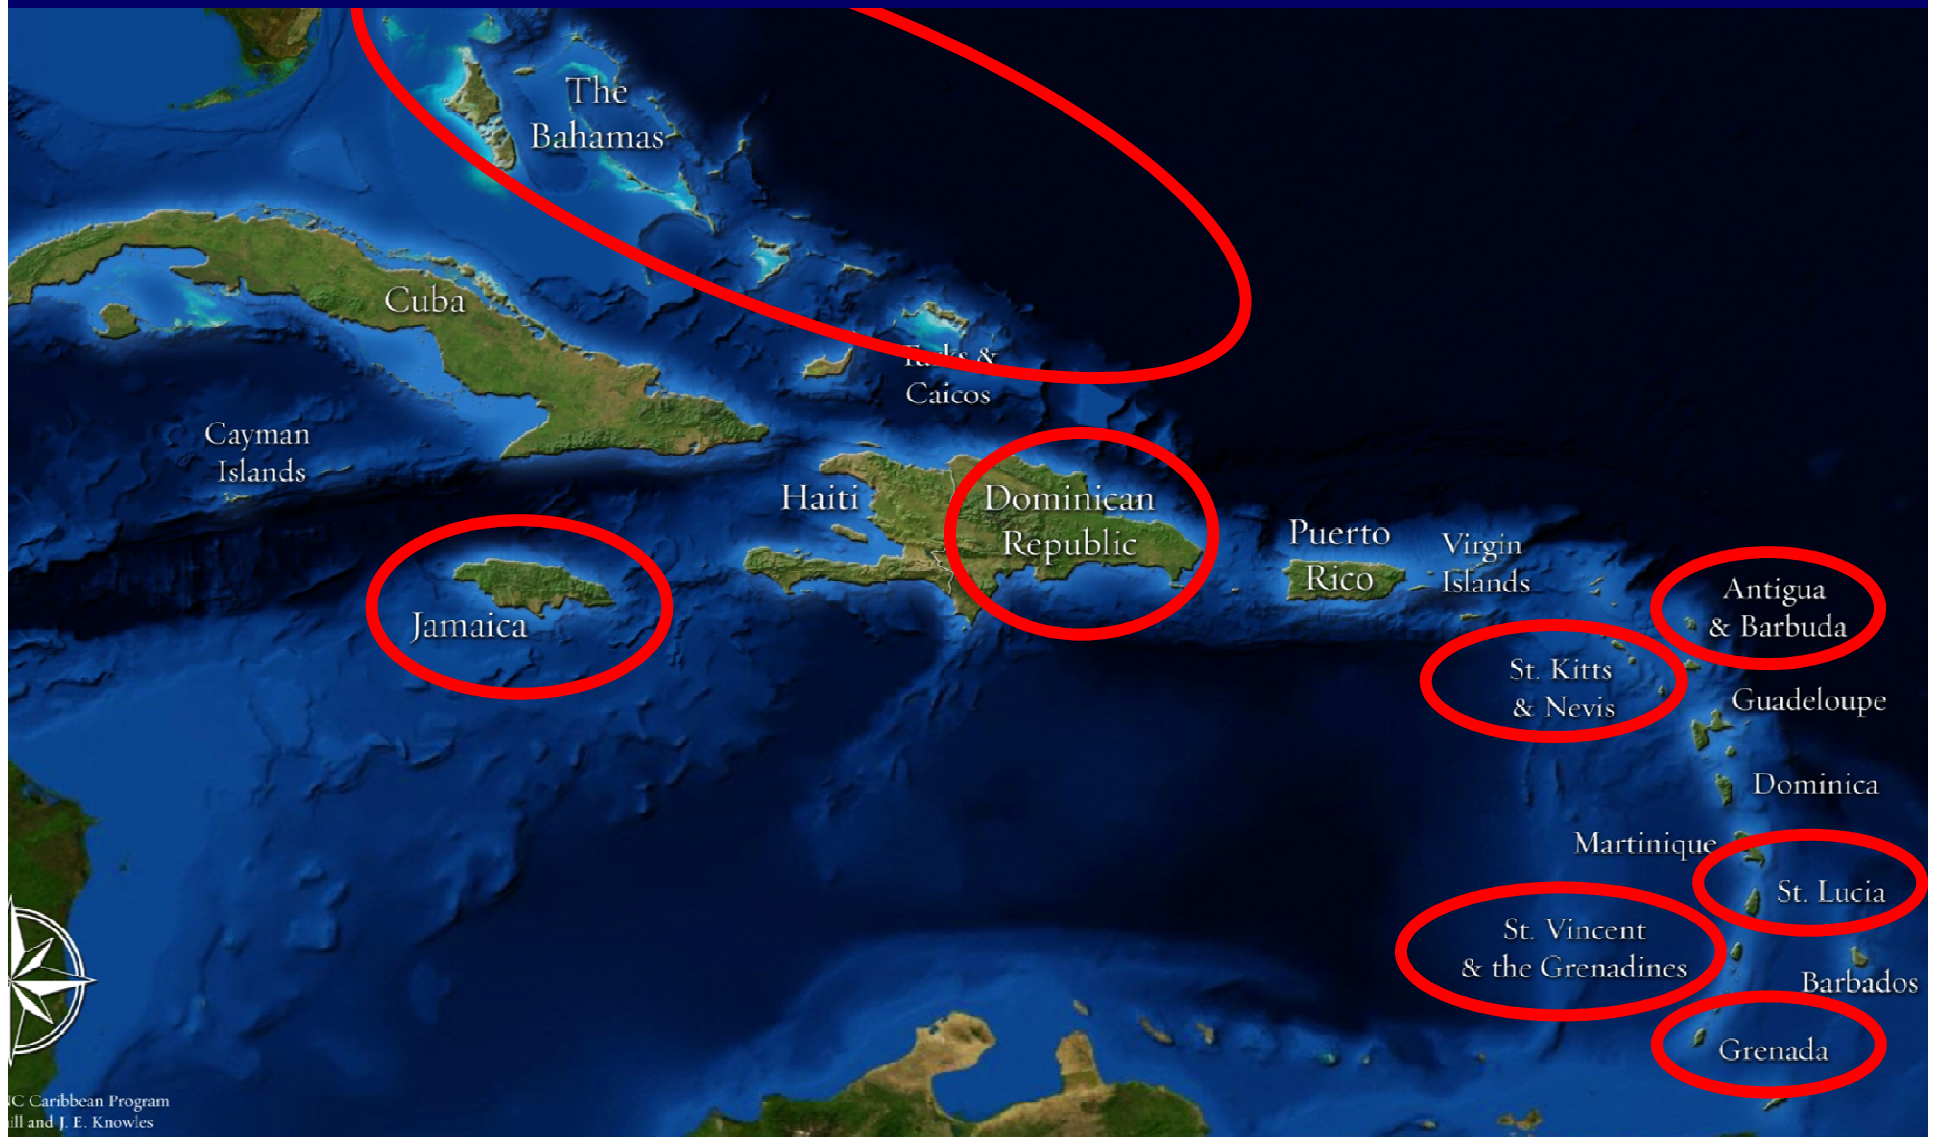 The
Bahamas
Cuba
Turks &
Caicos
Cayman
Islands
Haiti
Dominican
Republic
Jamaica
Puerto
Rico
Virgin
Islands
Antigua
& Barbuda
St. Kitts
& Nevis
Guadeloupe
Dominica
Martinique
St. Lucia
St. Vincent
& the Grenadines
Barbados
Grenada
Caribbean Program
and J. E. Knowles